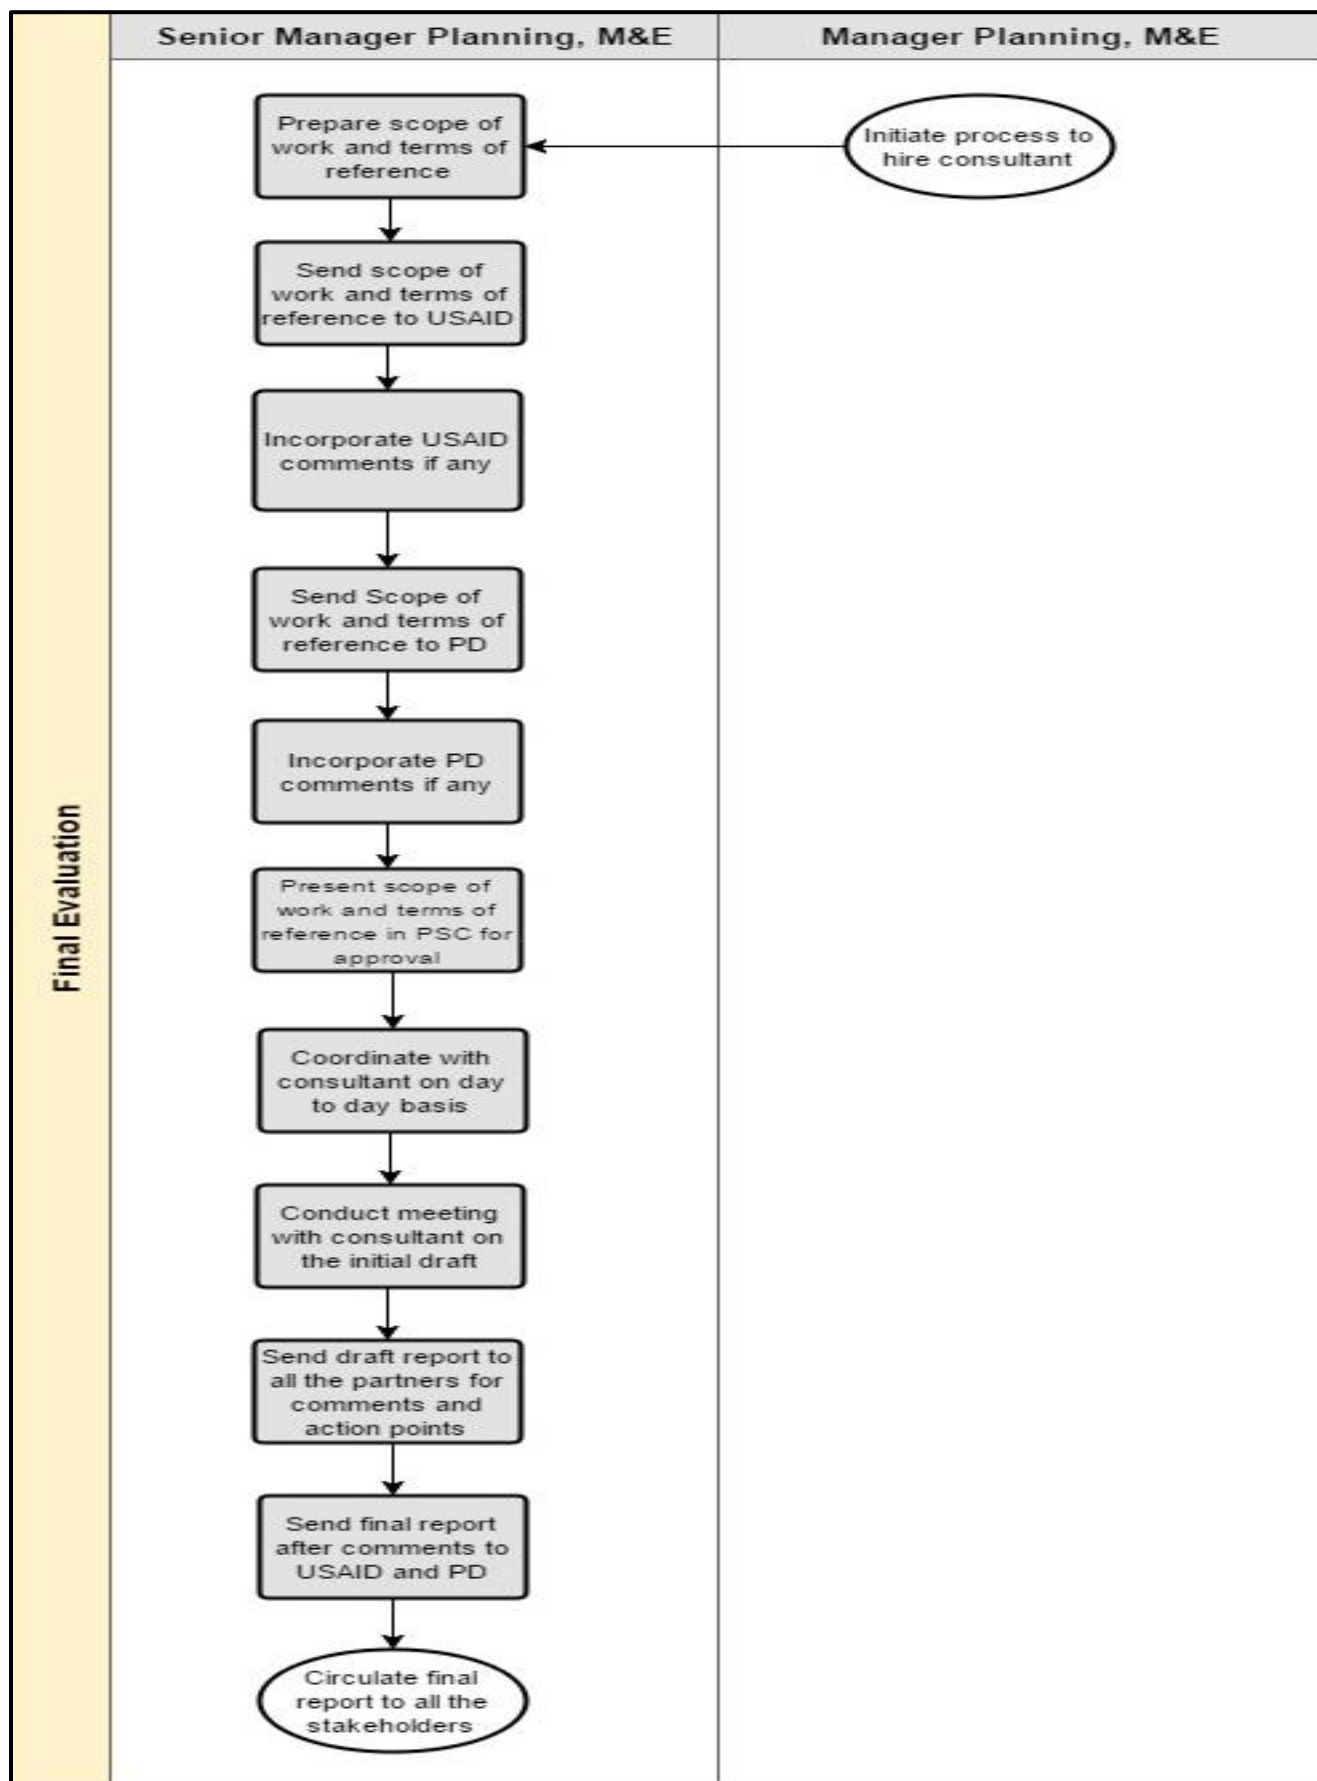 Senior Manager Planning, M&E
Manager Planning, M&E
Final Evaluation
Initiate process to
hire consultant
Prepare scope of
work and terms of
reference
Send scope of
work and terms of
reference to USAID
Incorporate USAID
comments if any
Send Scope of
work and terms of
reference to PD
Incorporate PD
comments if any
Present scope of
work and terms of
reference in PSC for
approval
Coordinate with
consultant on day
to day basis
Conduct meeting
with consultant on
the initial draft
Send draft report to
all the partners for
comments and
action points
Send final report
after comments to
USAID and PD
Circulate final
report to all the
stakeholders